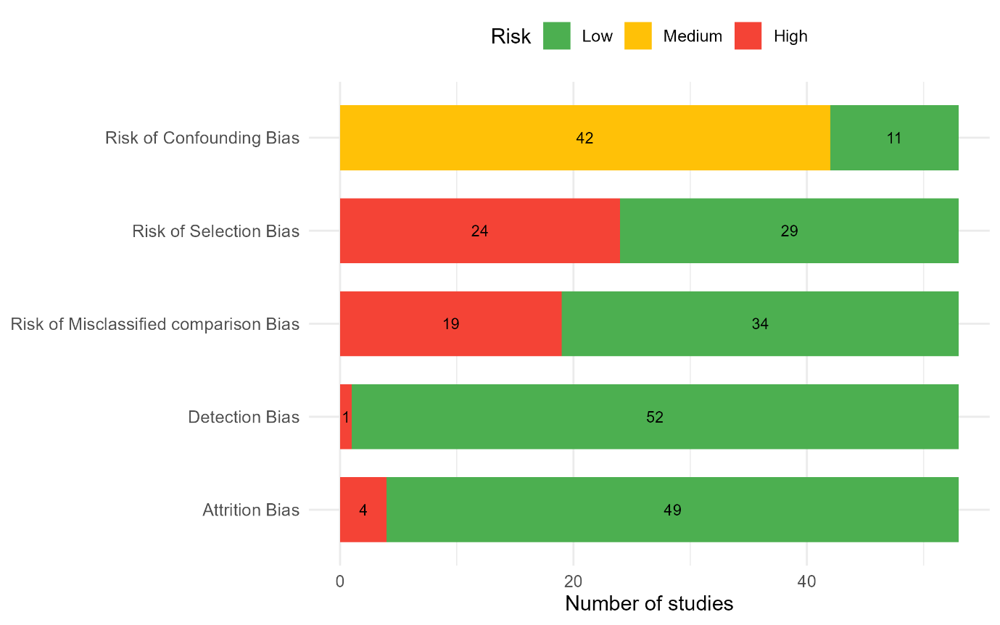 Risk Low Medium High
Risk of Confounding Bias 42 11
Risk of Selection Bias 24 29
Risk of Misclassified comparison Bias 19 34
Detection Bias 1 52
Attrition Bias 4 49
0 20 40
Number of studies